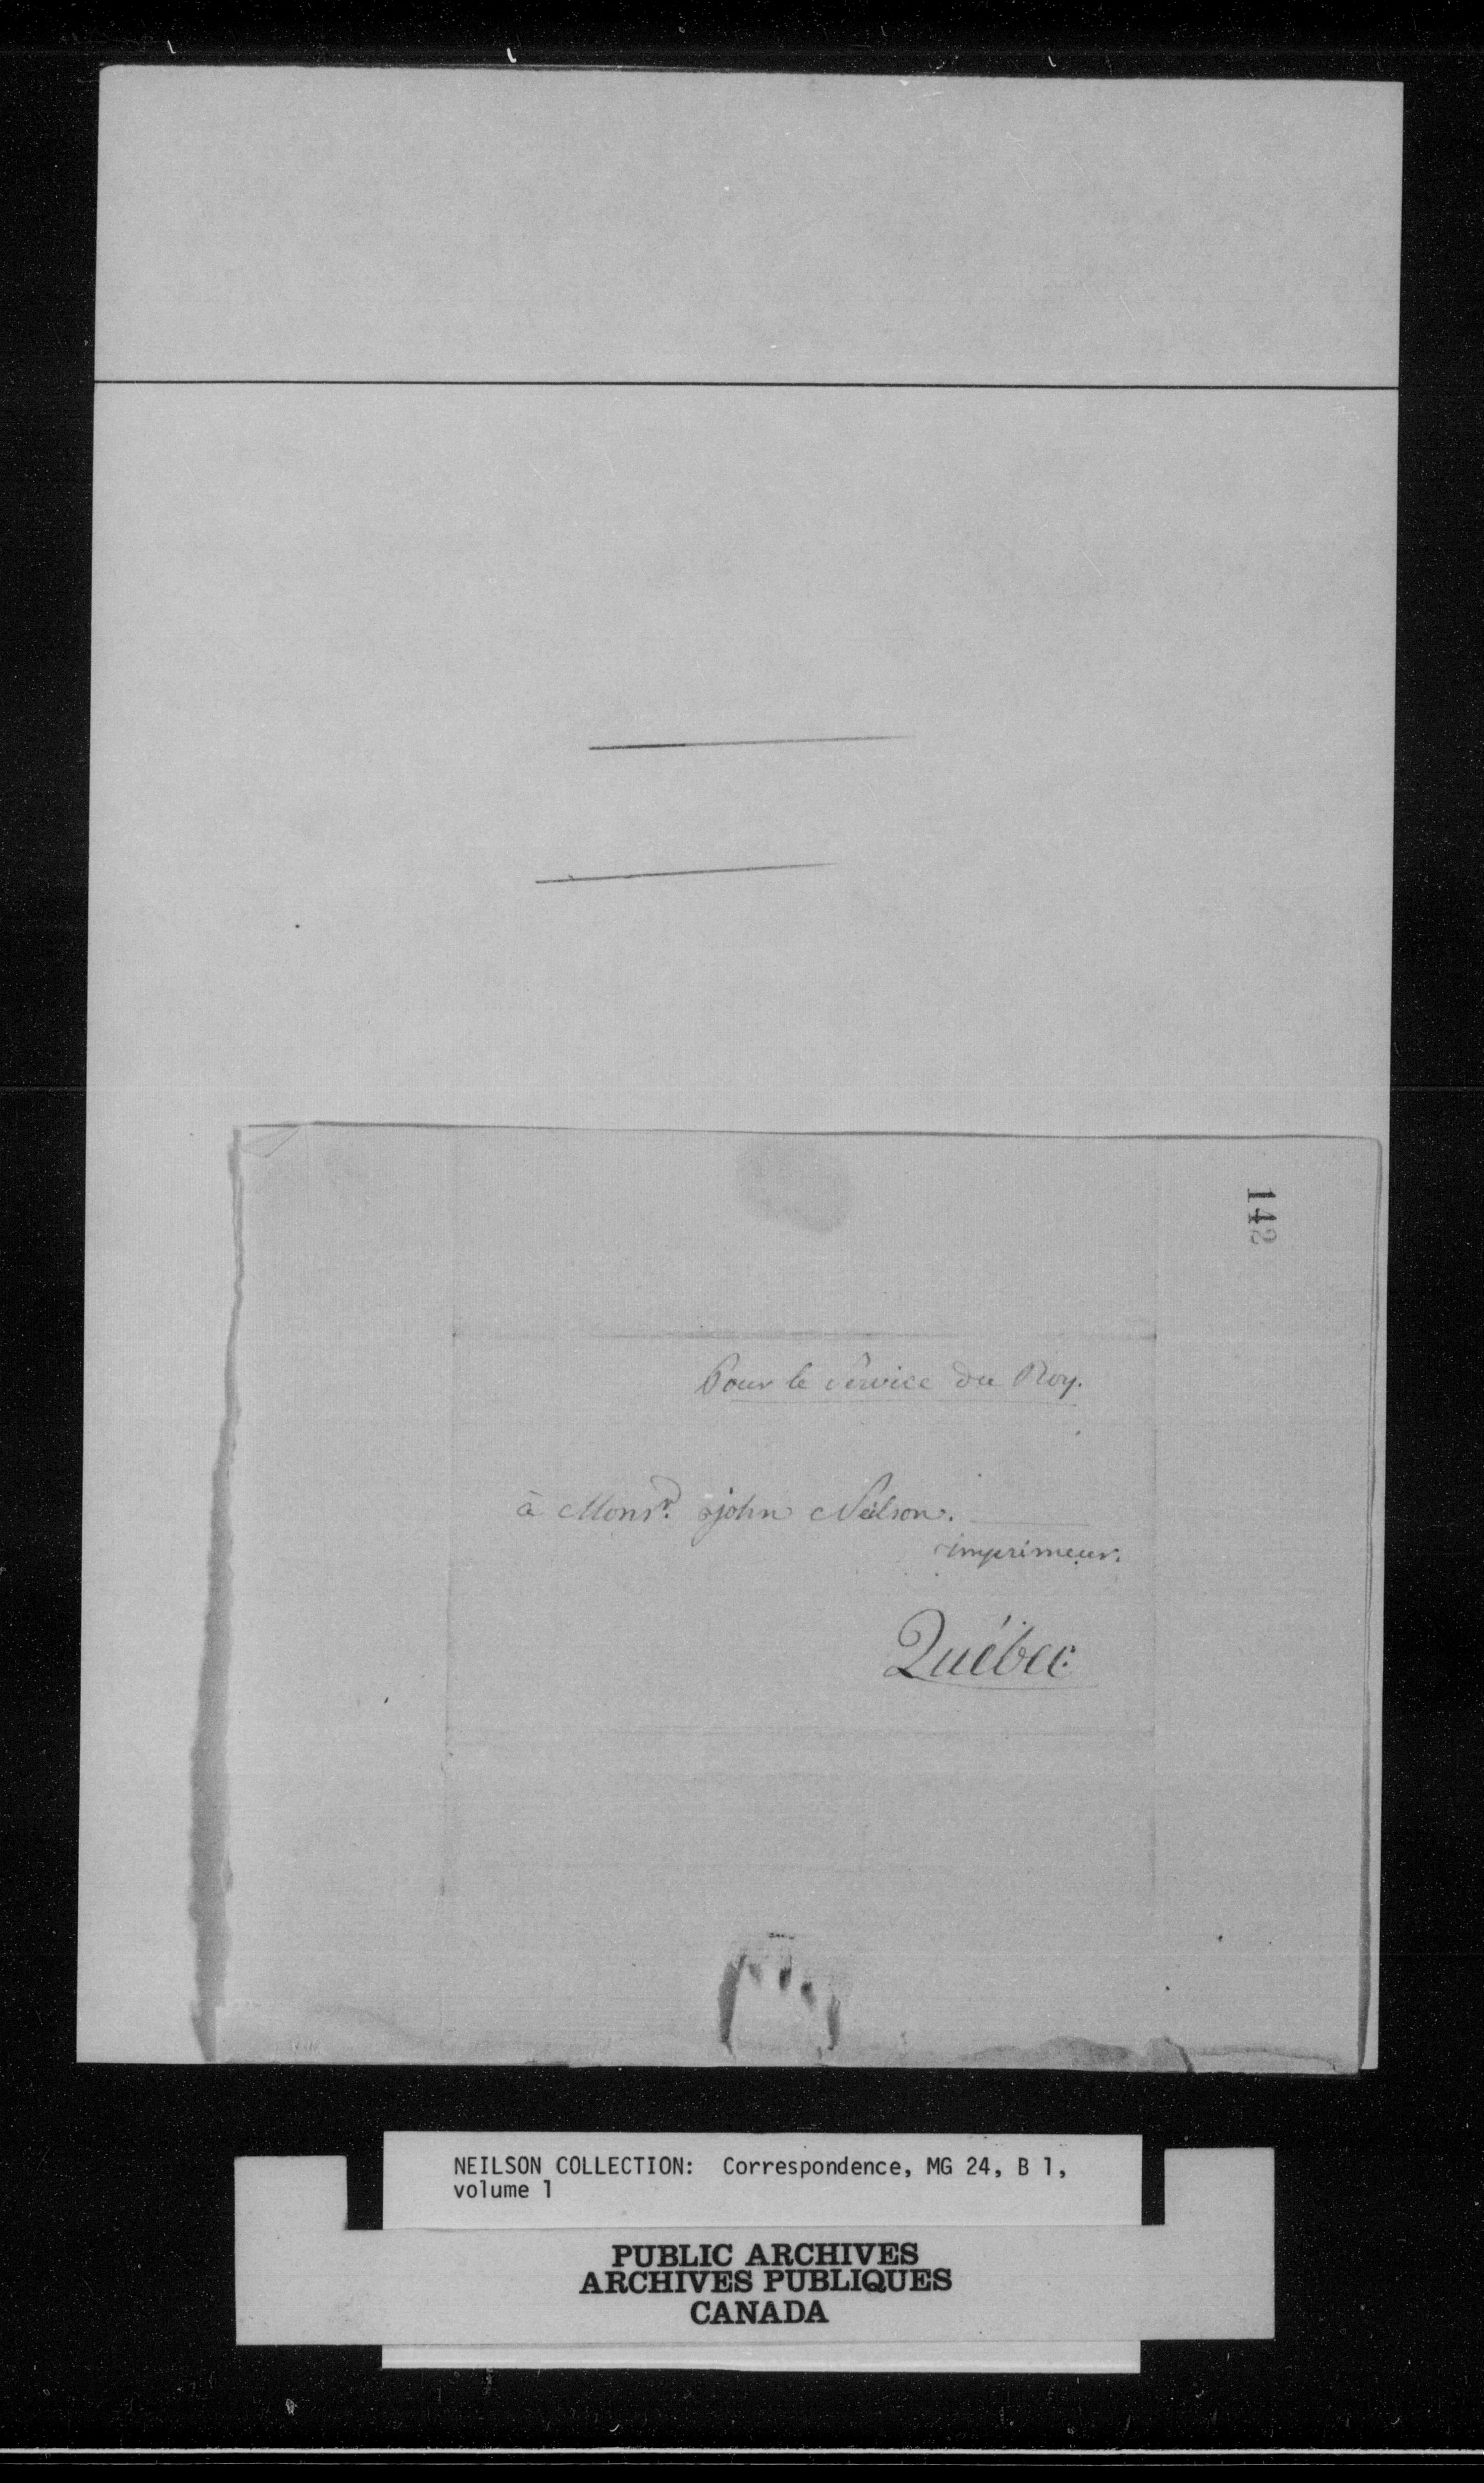 142
Pour le Service du Roy.
à Monsr. john Neilson.
imprimeur.
Québec
NEILSON COLLECTION: Correspondence, MG 24, B 1,
volume 1
PUBLIC ARCHIVES
ARCHIVES PUBLIQUES
CANADA